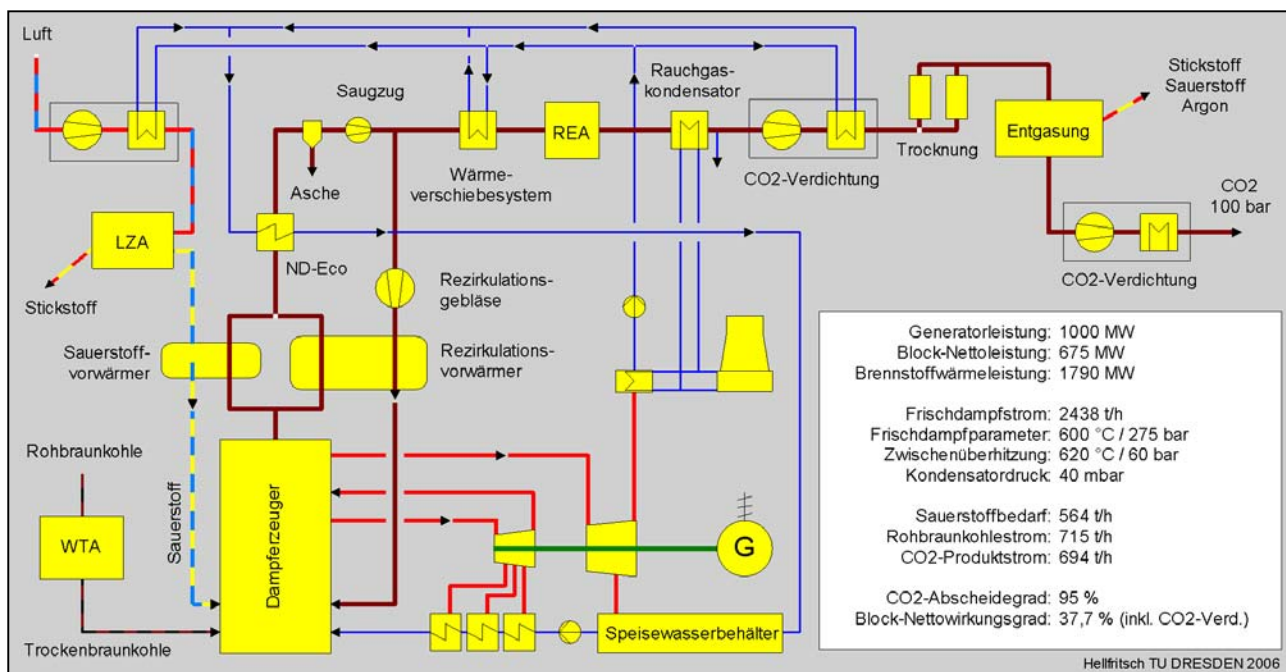 Luft
Saugzug
Rauchgas-
kondensator
Stickstoff
Sauerstoff
Argon
REA
Entgasung
Trocknung
Asche
Wärme-
verschiebesystem
CO2-Verdichtung
CO2
100 bar
LZA
ND-Eco
Stickstoff
Rezirkulations-
gebläse
CO2-Verdichtung
Sauerstoff-
vorwärmer
Rezirkulations-
vorwärmer
Rohbraunkohle
Sauerstoff
WTA
Dampferzeuger
G
Speisewasserbehälter
Trockenbraunkohle
Generatorleistung: 1000 MW
Block-Nettoleistung: 675 MW
Brennstoffwärmeleistung: 1790 MW
Frischdampfstrom: 2438 t/h
Frischdampfparameter: 600 °C / 275 bar
Zwischenüberhitzung: 620 °C / 60 bar
Kondensatordruck: 40 mbar
Sauerstoffbedarf: 564 t/h
Rohbraunkohlestrom: 715 t/h
CO2-Produktstrom: 694 t/h
CO2-Abscheidegrad: 95 %
Block-Nettowirkungsgrad: 37,7 % (inkl. CO2-Verd.)
Hellfritsch TU DRESDEN 2006